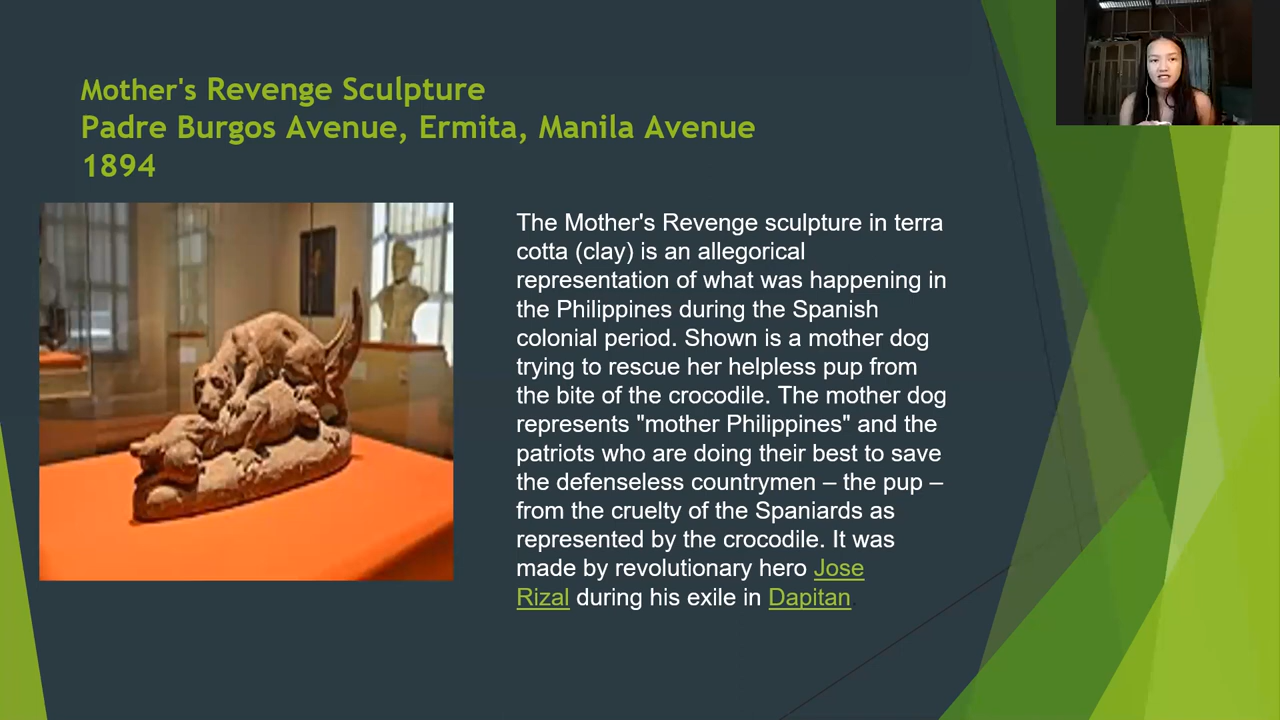 Mother's Revenge Sculpture
Padre Burgos Avenue, Ermita, Manila Avenue
1894
The Mother's Revenge sculpture in terra
cotta (clay) is an allegorical
representation of what was happening in
the Philippines during the Spanish
colonial period. Shown is a mother dog
trying to rescue her helpless pup from
the bite of the crocodile. The mother dog
represents "mother Philippines" and the
patriots who are doing their best to save
the defenseless countrymen – the pup –
from the cruelty of the Spaniards as
represented by the crocodile. It was
made by revolutionary hero Jose
Rizal during his exile in Dapitan.